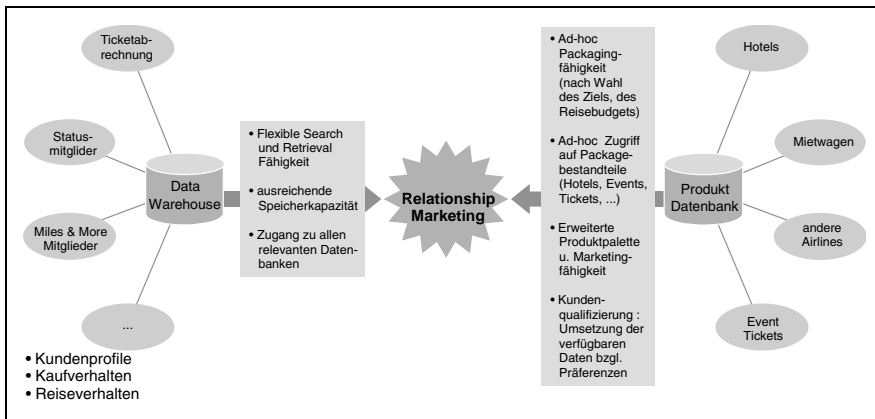 Ticketab-
rechnung
Status-
mitglider
Data
Warehouse
Miles & More
Mitglieder
...
• Kundenprofile
• Kaufverhalten
• Reiseverhalten
• Flexible Search
und Retrieval
Fähigkeit
• ausreichende
Speicherkapazität
• Zugang zu allen
relevanten Daten-
banken
Relationship
Marketing
• Ad-hoc
Packaging-
fähigkeit
(nach Wahl
des Ziels, des
Reisebudgets)
• Ad-hoc Zugriff
auf Package-
bestandteile
(Hotels, Events,
Tickets, ...)
• Erweiterte
Produktpalette
u. Marketing-
fähigkeit
• Kunden-
qualifizierung :
Umsetzung der
verfügbaren
Daten bzgl.
Präferenzen
Produkt
Datenbank
Hotels
Mietwagen
andere
Airlines
Event
Tickets